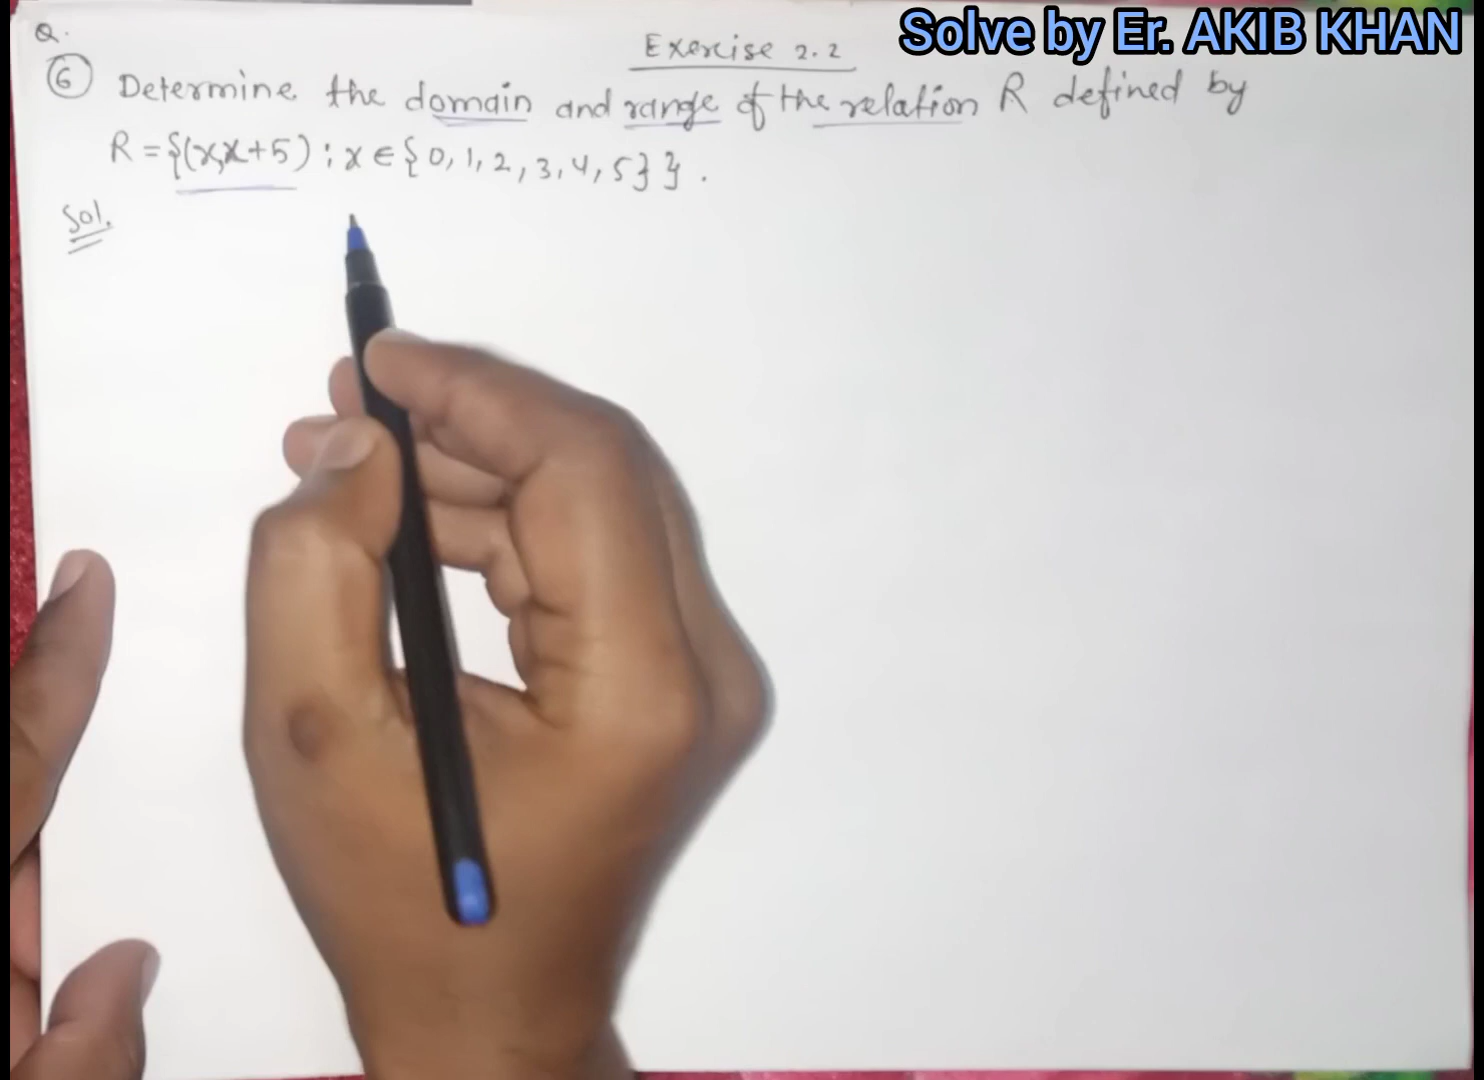 Solve by Er. AKIB KHAN
Q.
Exercise 2.2
6 Determine the domain and range of the relation R defined by
R = {(x,x+5) : x ∈ { 0, 1, 2, 3, 4, 5} } .
Sol.